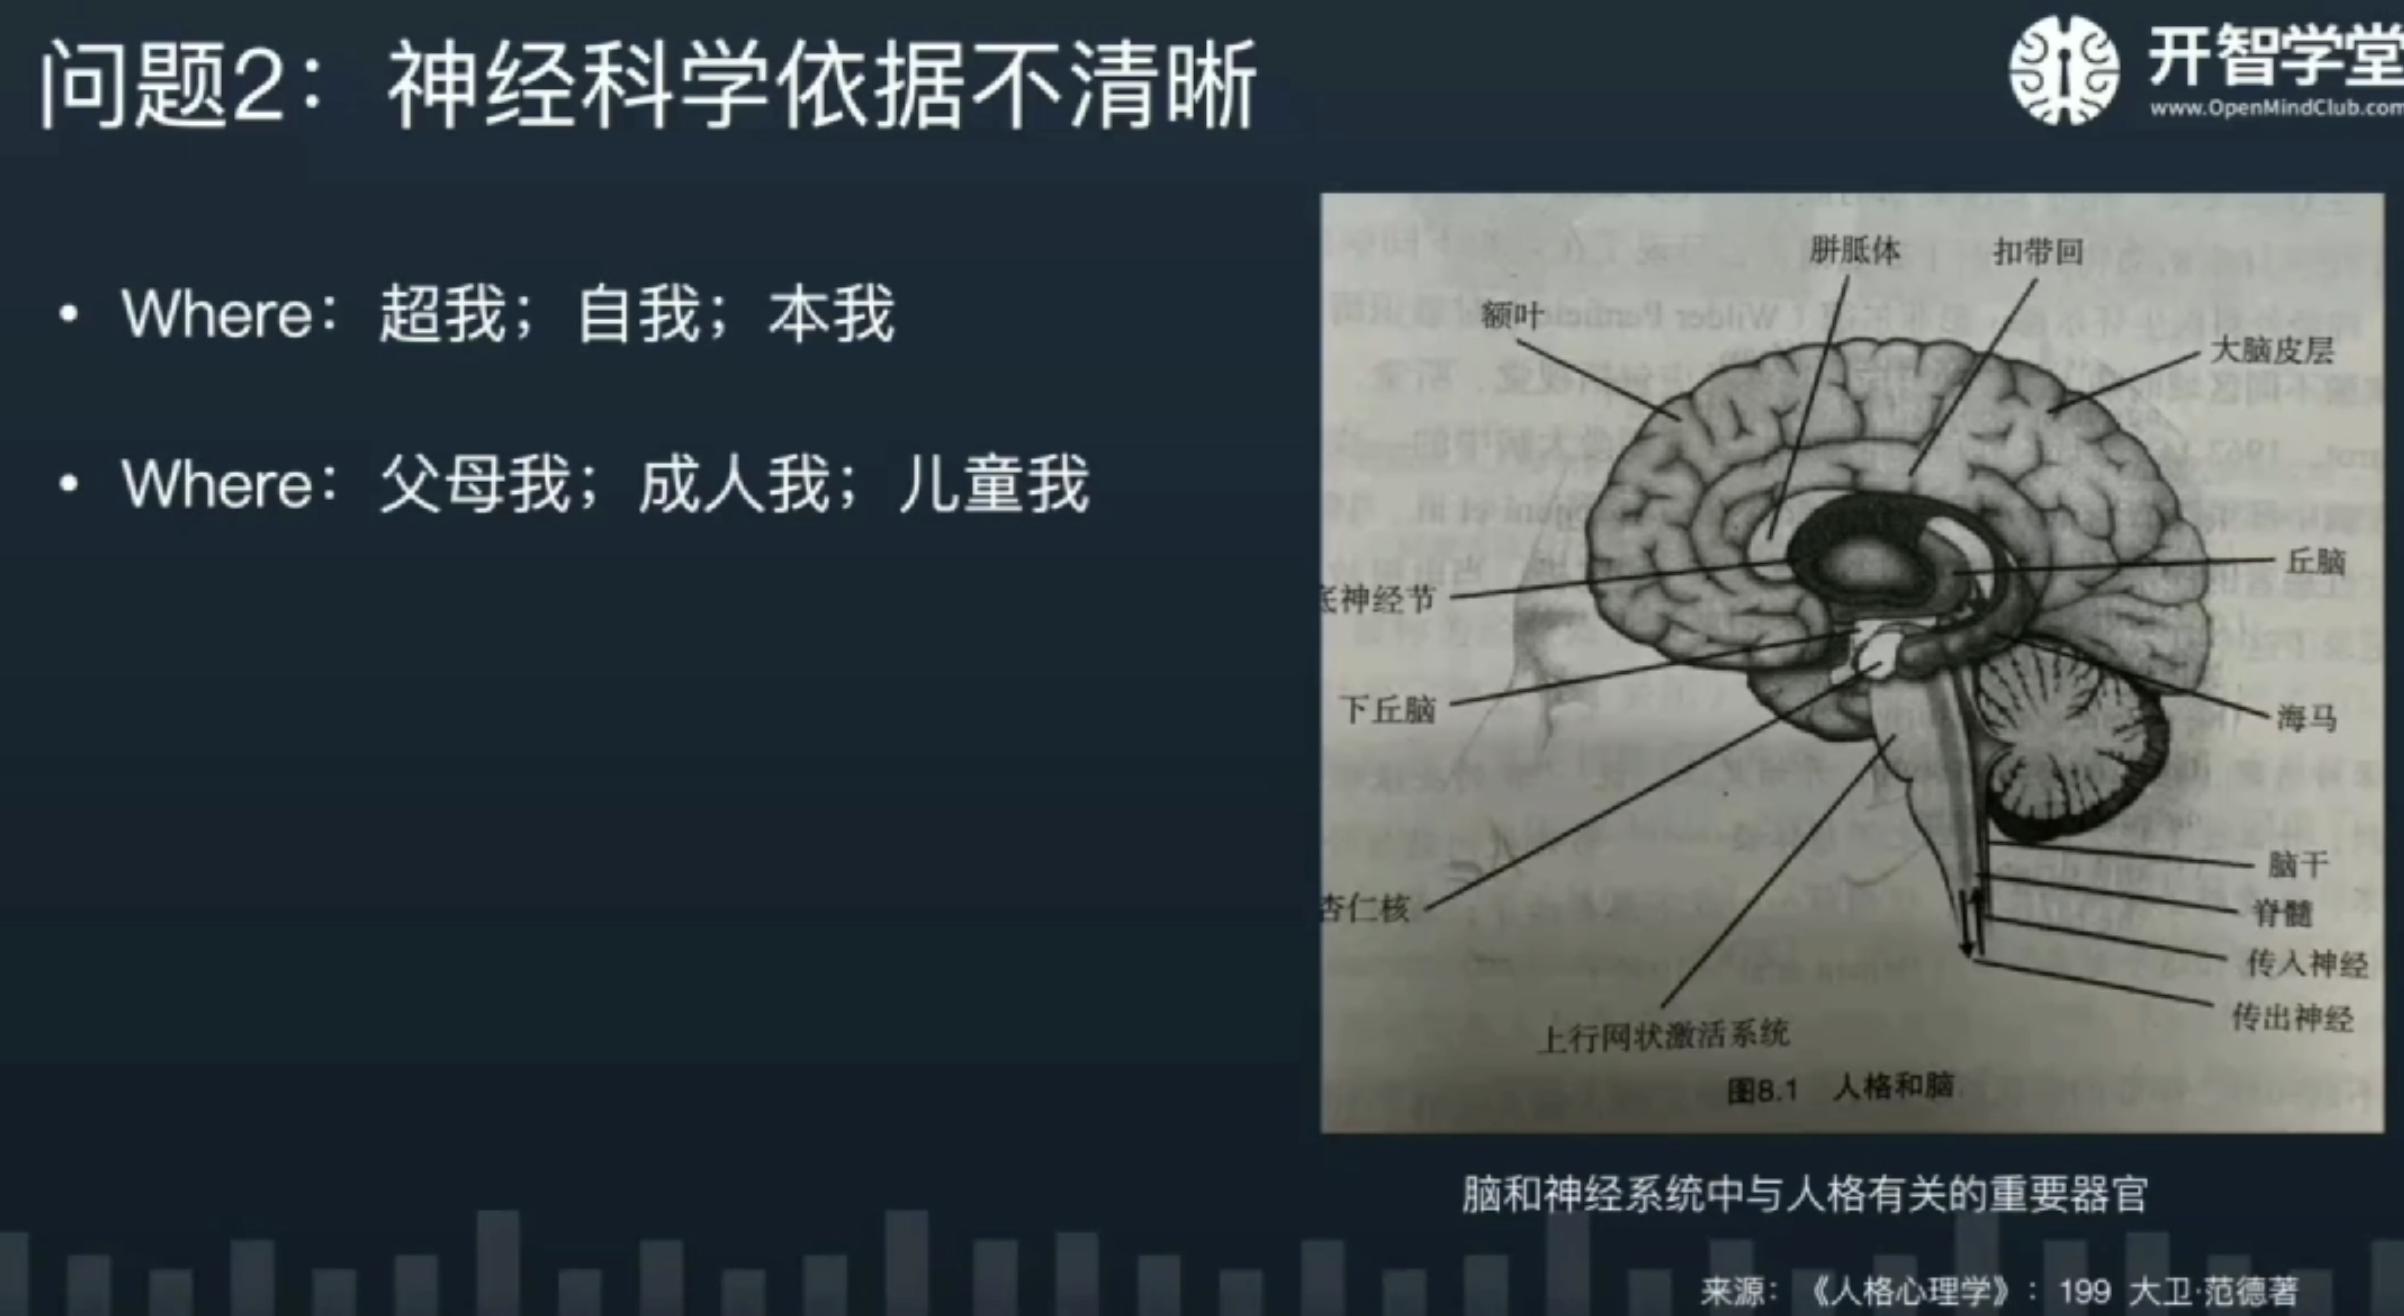 问题2：神经科学依据不清晰
开智学堂
www.OpenMindClub.com
• Where：超我；自我；本我
• Where：父母我；成人我；儿童我
胼胝体
扣带回
额叶
大脑皮层
丘脑
底神经节
下丘脑
海马
杏仁核
脑干
脊髓
传入神经
传出神经
上行网状激活系统
图8.1 人格和脑
脑和神经系统中与人格有关的重要器官
来源：《人格心理学》：199 大卫·范德著